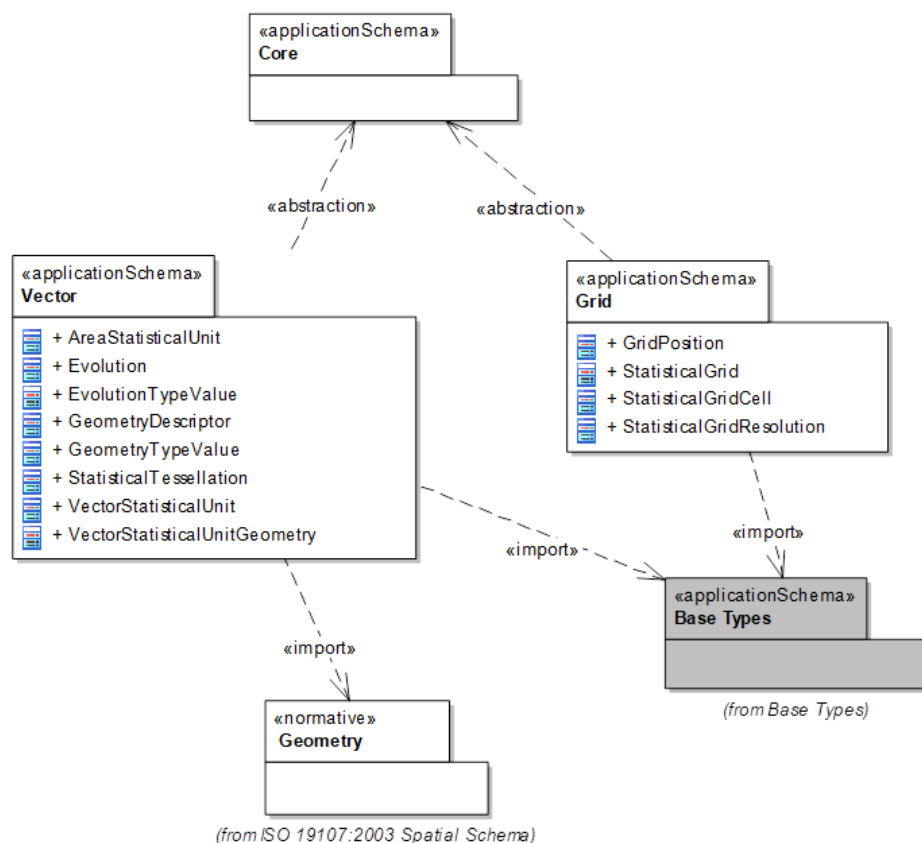 «applicationSchema»
Core
«abstraction»
«abstraction»
«applicationSchema»
Vector
+ AreaStatisticalUnit
+ Evolution
+ EvolutionTypeValue
+ GeometryDescriptor
+ GeometryTypeValue
+ StatisticalTessellation
+ VectorStatisticalUnit
+ VectorStatisticalUnitGeometry
«applicationSchema»
Grid
+ GridPosition
+ StatisticalGrid
+ StatisticalGridCell
+ StatisticalGridResolution
«import»
«import»
«applicationSchema»
Base Types
(from Base Types)
«import»
«normative»
Geometry
(from ISO 19107:2003 Spatial Schema)